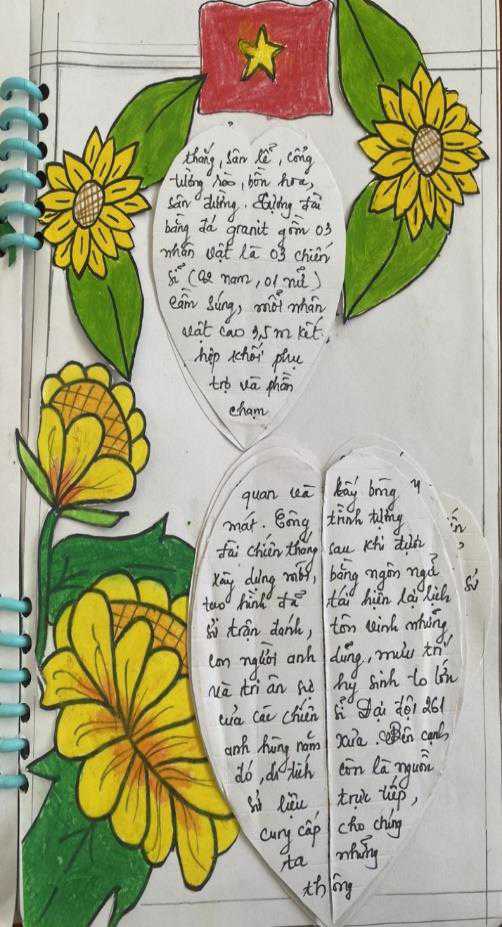 thắng, sân lễ, cổng
tường rào, bồn hoa,
sân đường. Tượng đài
bằng đá granit gồm 03
nhân vật là 03 chiến
sĩ (02 nam, 01 nữ)
cầm súng, mỗi nhân
vật cao 3,5 m kết
hợp khối phụ
trợ và phần
chạm
quan và cây bóng
mát. Công trình tượng
đài chiến thắng sau khi được
xây dựng mới, bằng ngôn ngữ
tạo hình đã tái hiện lại lịch
sử trận đánh, tôn vinh những
con người anh dũng, mưu trí
và tri ân sự hy sinh to lớn
của các chiến sĩ Đại đội 261
anh hùng năm xưa. Bên cạnh
đó, di tích còn là nguồn
sử liệu trực tiếp,
cung cấp cho chúng
ta những
thông
sử